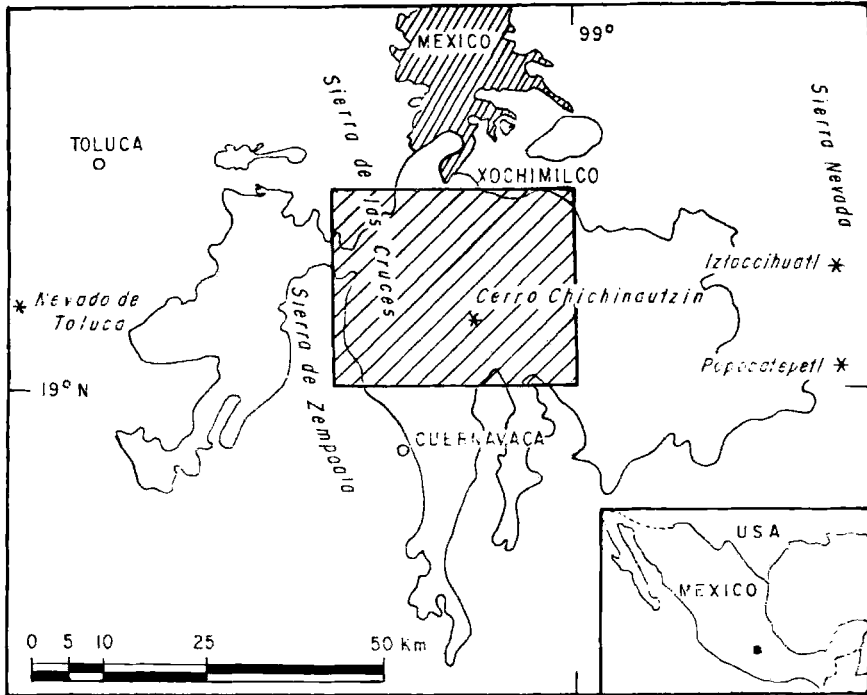 MEXICO
99°
Sierra de las Cruces
Sierra Nevada
TOLUCA
XOCHIMILCO
Iztaccihuatl
Nevado de
Toluca
Cerro Chichinautzin
Sierra de Zempoala
Popocatepetl
19° N
CUERNAVACA
USA
MEXICO
0 5 10 25 50 Km